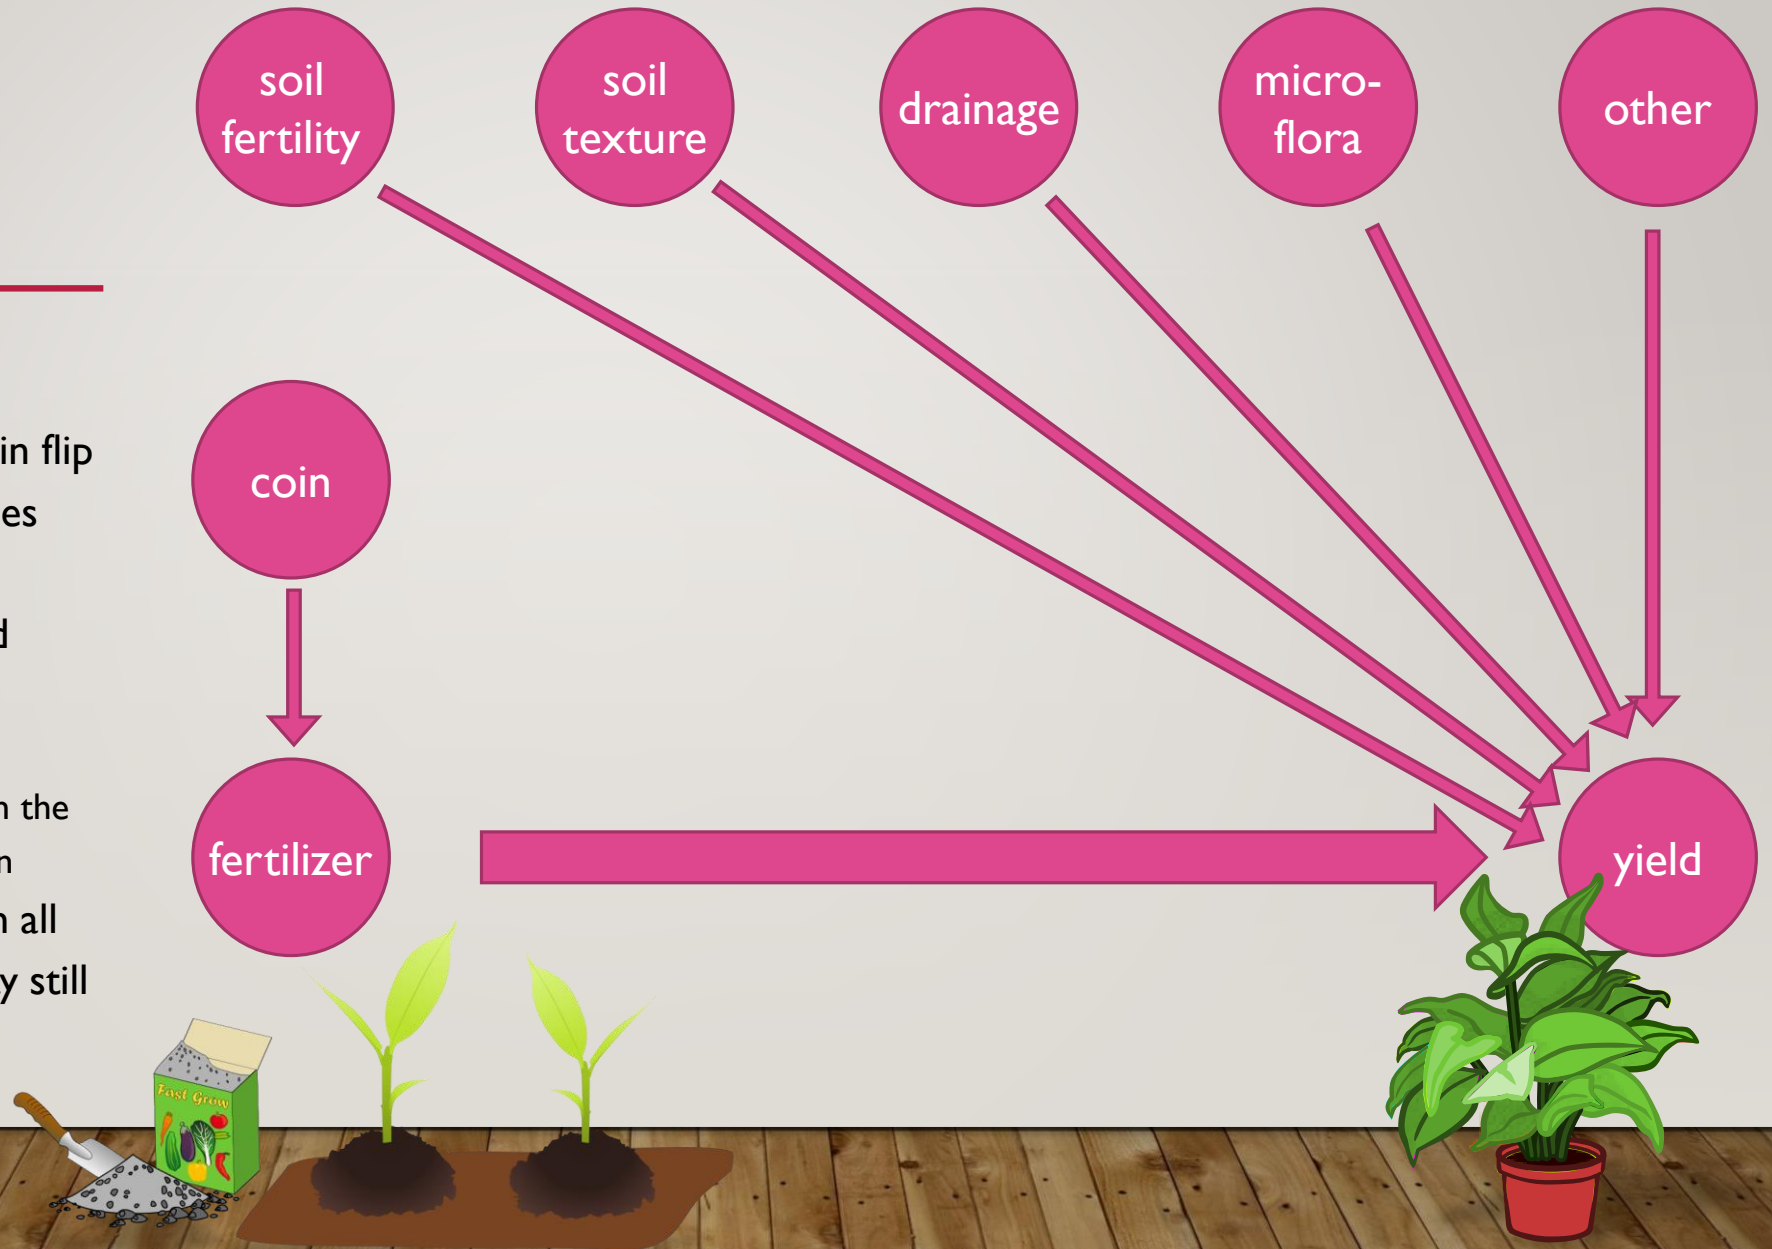 soil
fertility
soil
texture
drainage
micro-
flora
other
in flip
es
d
n the
n
n all
y still
coin
fertilizer
yield
Fast Grow